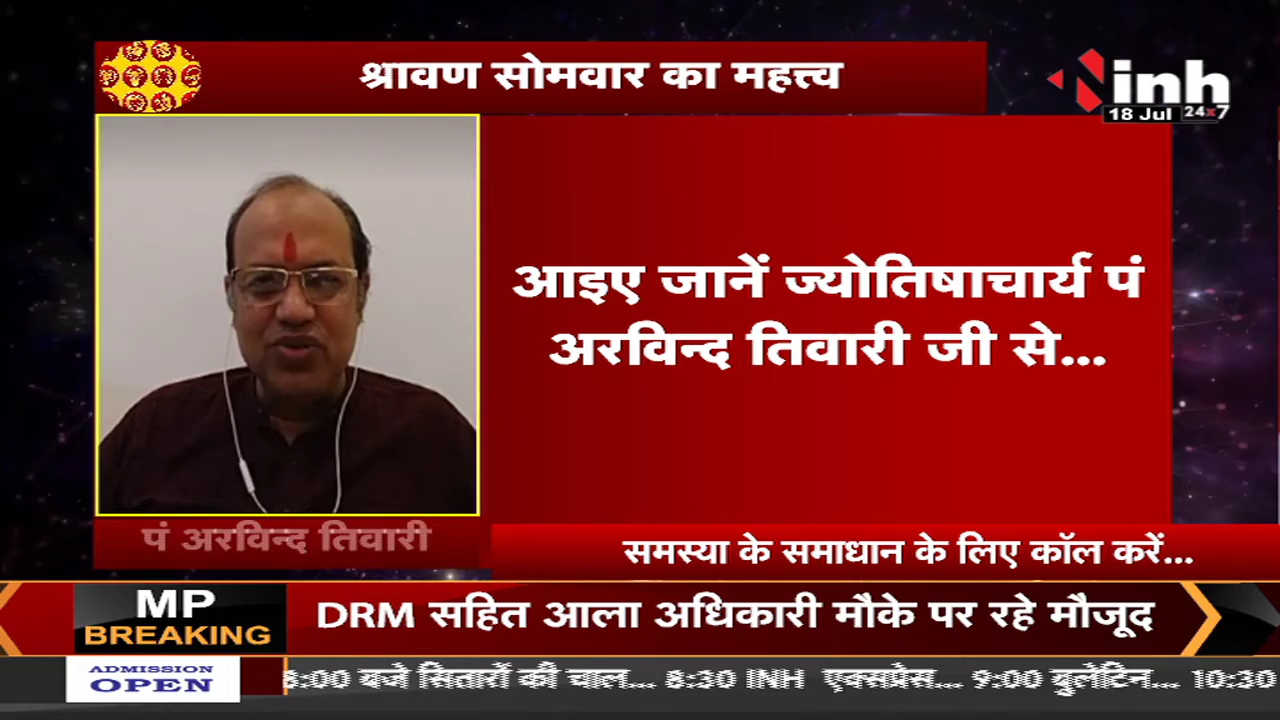 श्रावण सोमवार का महत्त्व
inh
18 Jul 24x7
आइए जानें ज्योतिषाचार्य पं
अरविन्द तिवारी जी से...
पं अरविन्द तिवारी
समस्या के समाधान के लिए कॉल करें...
MP
BREAKING
DRM सहित आला अधिकारी मौके पर रहे मौजूद
ADMISSION
OPEN
8:00 बजे सितारों की चाल... 8:30 INH एक्सप्रेस... 9:00 बुलेटिन... 10:30